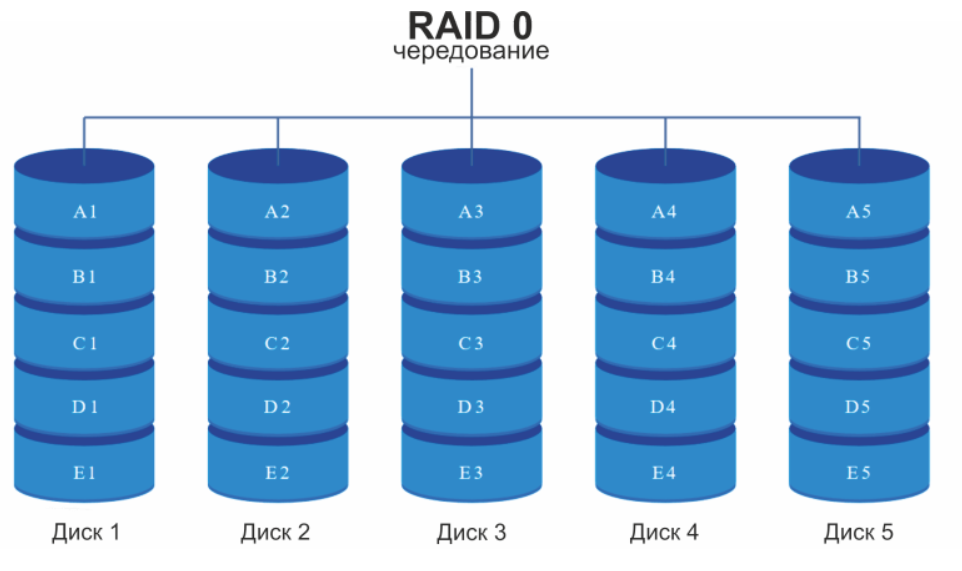 RAID 0
чередование
A1 A2 A3 A4 A5
B1 B2 B3 B4 B5
C1 C2 C3 C4 C5
D1 D2 D3 D4 D5
E1 E2 E3 E4 E5
Диск 1 Диск 2 Диск 3 Диск 4 Диск 5